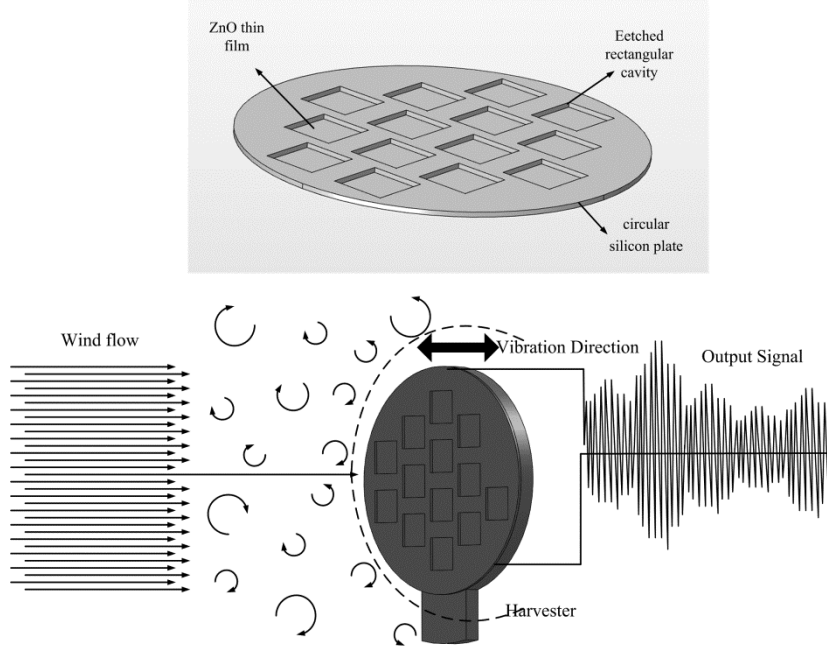 ZnO thin
film
Eetched
rectangular
cavity
circular
silicon plate
Wind flow
Vibration Direction
Output Signal
Harvester